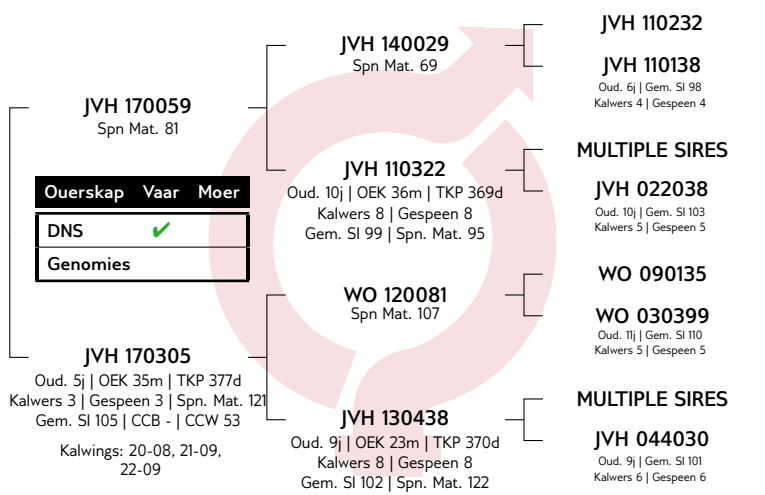 JVH 170059
Spn Mat. 81
Ouerskap Vaar Moer
DNS ✔
Genomies
JVH 170305
Oud. 5j | OEK 35m | TKP 377d
Kalwers 3 | Gespeen 3 | Spn. Mat. 121
Gem. SI 105 | CCB - | CCW 53
Kalwings: 20-08, 21-09,
22-09
JVH 140029
Spn Mat. 69
JVH 110322
Oud. 10j | OEK 36m | TKP 369d
Kalwers 8 | Gespeen 8
Gem. SI 99 | Spn. Mat. 95
WO 120081
Spn Mat. 107
JVH 130438
Oud. 9j | OEK 23m | TKP 370d
Kalwers 8 | Gespeen 8
Gem. SI 102 | Spn. Mat. 122
JVH 110232
JVH 110138
Oud. 6j | Gem. SI 98
Kalwers 4 | Gespeen 4
MULTIPLE SIRES
JVH 022038
Oud. 10j | Gem. SI 103
Kalwers 5 | Gespeen 5
WO 090135
WO 030399
Oud. 11j | Gem. SI 110
Kalwers 5 | Gespeen 5
MULTIPLE SIRES
JVH 044030
Oud. 9j | Gem. SI 101
Kalwers 6 | Gespeen 6